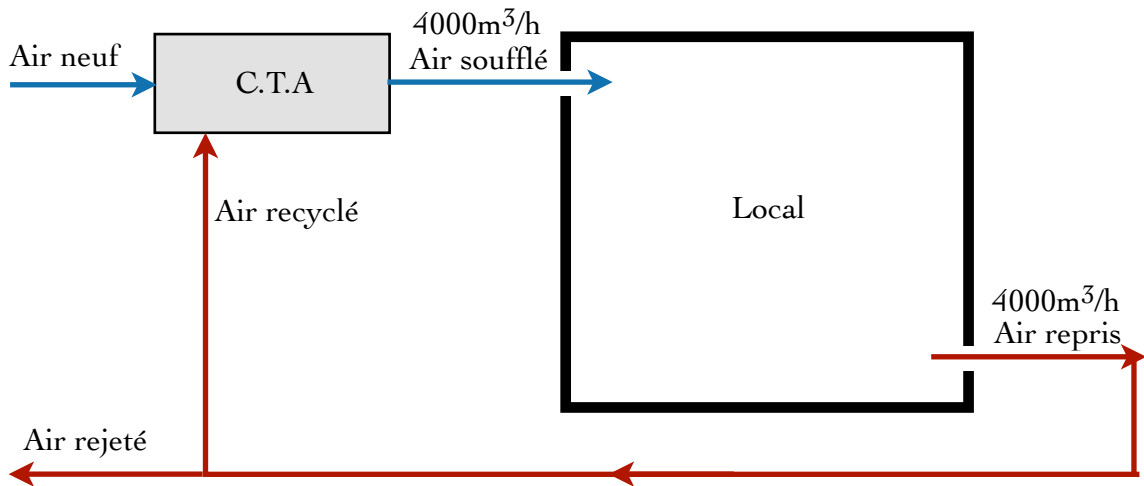 4000m³/h
Air neuf
Air soufflé
C.T.A
Air recyclé
Local
4000m³/h
Air repris
Air rejeté